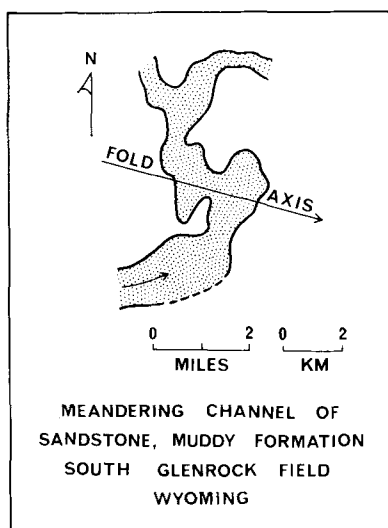 N
FOLD
AXIS
0 2 0 2
MILES KM
MEANDERING CHANNEL OF
SANDSTONE, MUDDY FORMATION
SOUTH GLENROCK FIELD
WYOMING